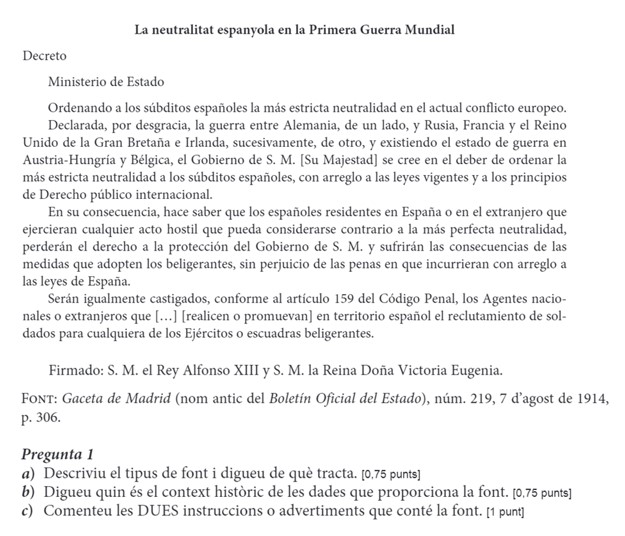 La neutralitat espanyola en la Primera Guerra Mundial
Decreto
Ministerio de Estado
Ordenando a los súbditos españoles la más estricta neutralidad en el actual conflicto europeo.
Declarada, por desgracia, la guerra entre Alemania, de un lado, y Rusia, Francia y el Reino
Unido de la Gran Bretaña e Irlanda, sucesivamente, de otro, y existiendo el estado de guerra en
Austria-Hungría y Bélgica, el Gobierno de S. M. [Su Majestad] se cree en el deber de ordenar la
más estricta neutralidad a los súbditos españoles, con arreglo a las leyes vigentes y a los principios
de Derecho público internacional.
En su consecuencia, hace saber que los españoles residentes en España o en el extranjero que
ejercieran cualquier acto hostil que pueda considerarse contrario a la más perfecta neutralidad,
perderán el derecho a la protección del Gobierno de S. M. y sufrirán las consecuencias de las
medidas que adopten los beligerantes, sin perjuicio de las penas en que incurrieran con arreglo a
las leyes de España.
Serán igualmente castigados, conforme al artículo 159 del Código Penal, los Agentes nacio-
nales o extranjeros que […] [realicen o promuevan] en territorio español el reclutamiento de sol-
dados para cualquiera de los Ejércitos o escuadras beligerantes.
Firmado: S. M. el Rey Alfonso XIII y S. M. la Reina Doña Victoria Eugenia.
FONT: Gaceta de Madrid (nom antic del Boletín Oficial del Estado), núm. 219, 7 d'agost de 1914,
p. 306.
Pregunta 1
a) Descriviu el tipus de font i digueu de què tracta. [0,75 punts]
b) Digueu quin és el context històric de les dades que proporciona la font. [0,75 punts]
c) Comenteu les DUES instruccions o advertiments que conté la font. [1 punt]